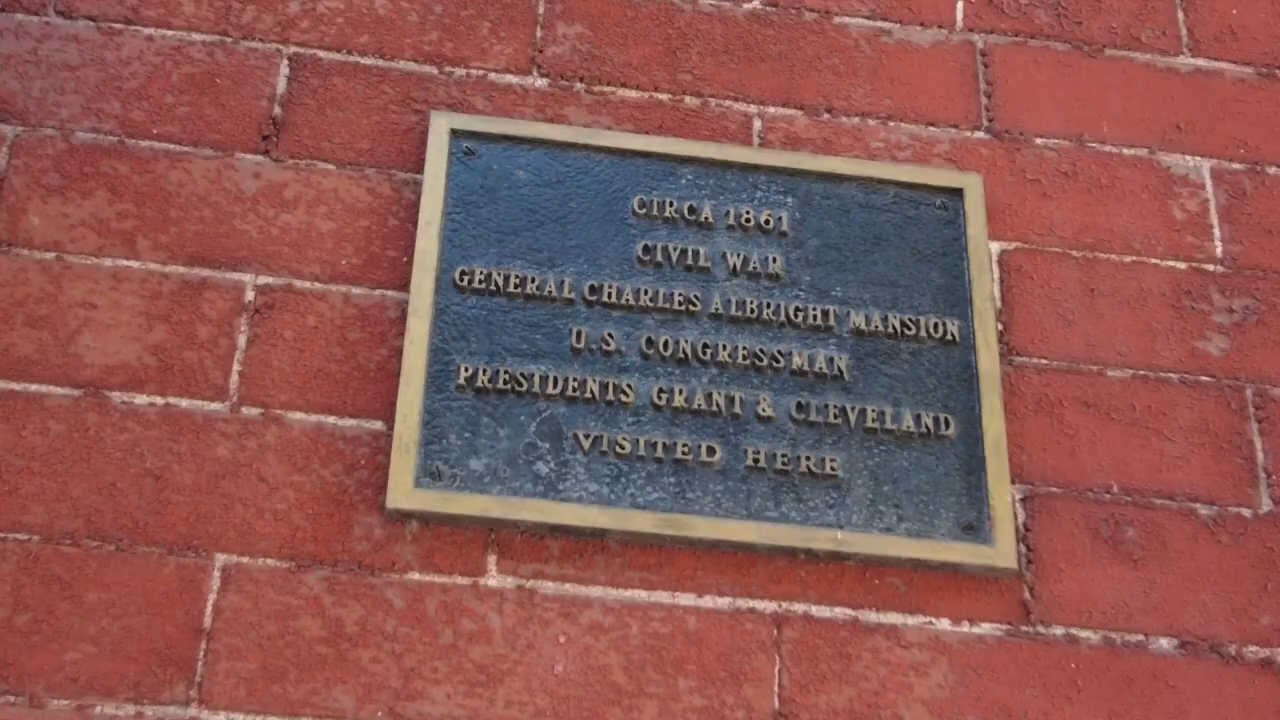 CIRCA 1861
CIVIL WAR
GENERAL CHARLES ALBRIGHT MANSION
U.S. CONGRESSMAN
PRESIDENTS GRANT & CLEVELAND
VISITED HERE